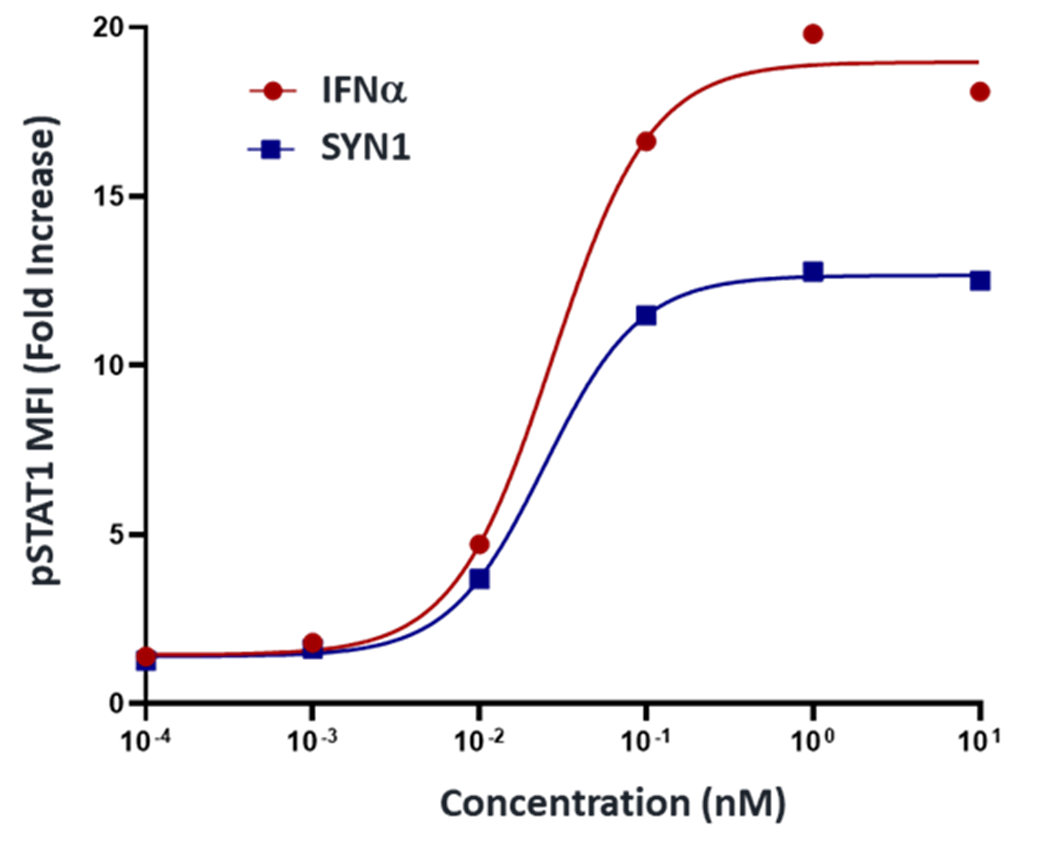 20
15
10
5
0
pSTAT1 MFI (Fold Increase)
IFNα
SYN1
10⁻⁴ 10⁻³ 10⁻² 10⁻¹ 10⁰ 10¹
Concentration (nM)